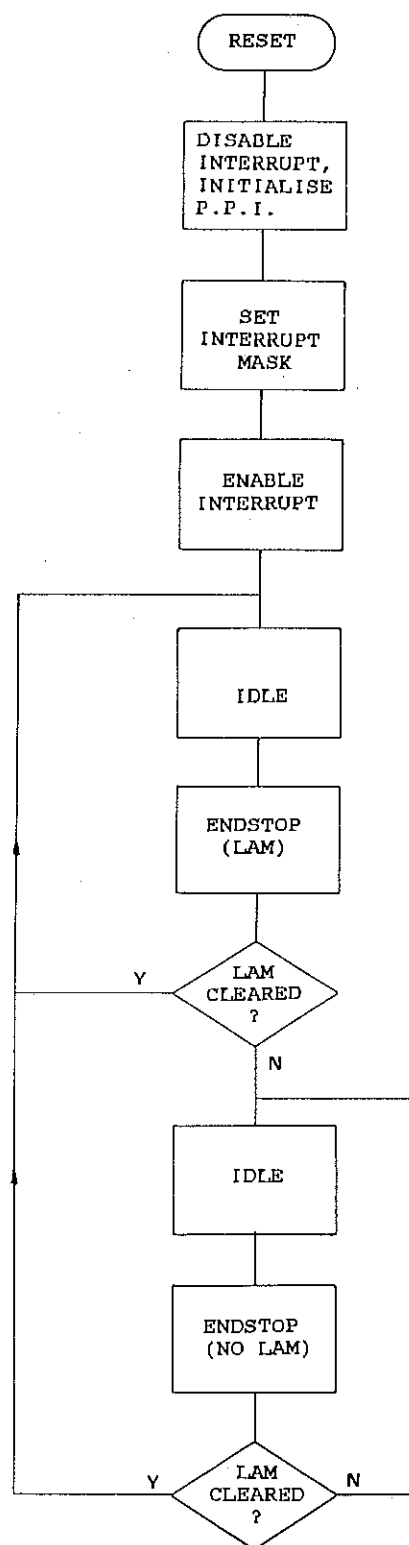 RESET
DISABLE
INTERRUPT,
INITIALISE
P.P.I.
SET
INTERRUPT
MASK
ENABLE
INTERRUPT
IDLE
ENDSTOP
(LAM)
Y
LAM
CLEARED
?
N
IDLE
ENDSTOP
(NO LAM)
Y
LAM
CLEARED
?
N